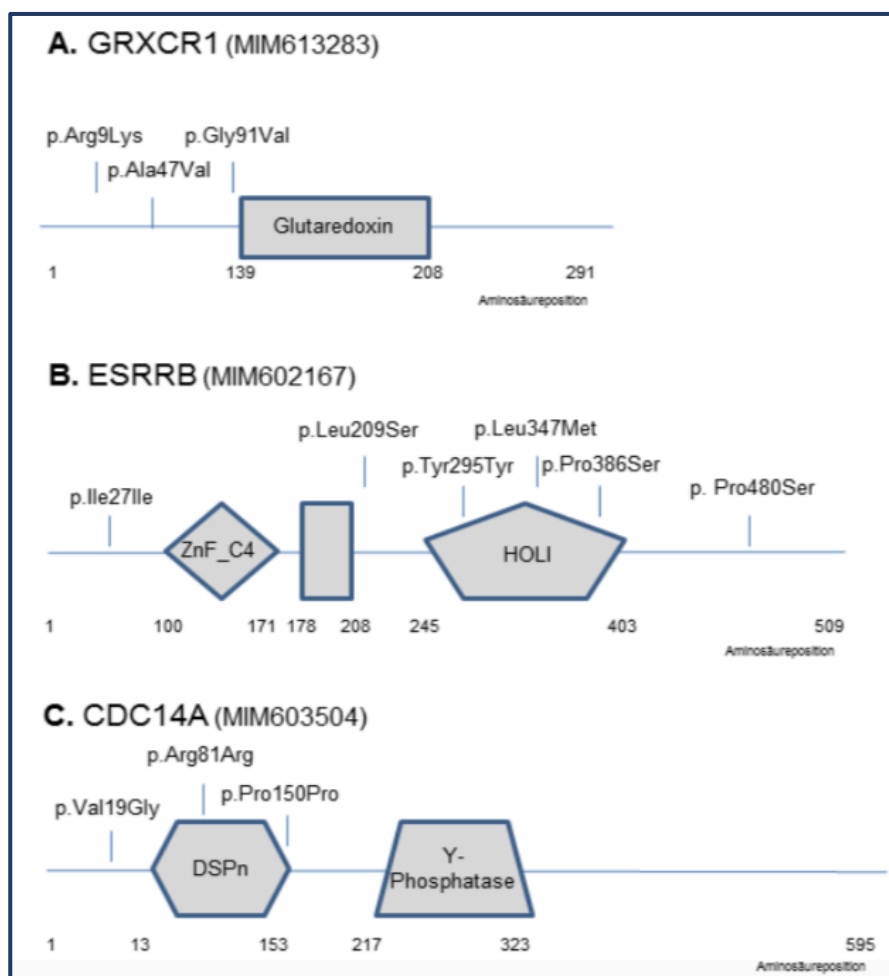 A. GRXCR1 (MIM613283)
p.Arg9Lys p.Gly91Val
p.Ala47Val
Glutaredoxin
1 139 208 291
Aminosäureposition
B. ESRRB (MIM602167)
p.Leu209Ser p.Leu347Met
p.Tyr295Tyr p.Pro386Ser
p.Ile27Ile p. Pro480Ser
ZnF_C4 HOLI
1 100 171 178 208 245 403 509
Aminosäureposition
C. CDC14A (MIM603504)
p.Arg81Arg
p.Val19Gly p.Pro150Pro
DSPn Y-
Phosphatase
1 13 153 217 323 595
Aminosäureposition